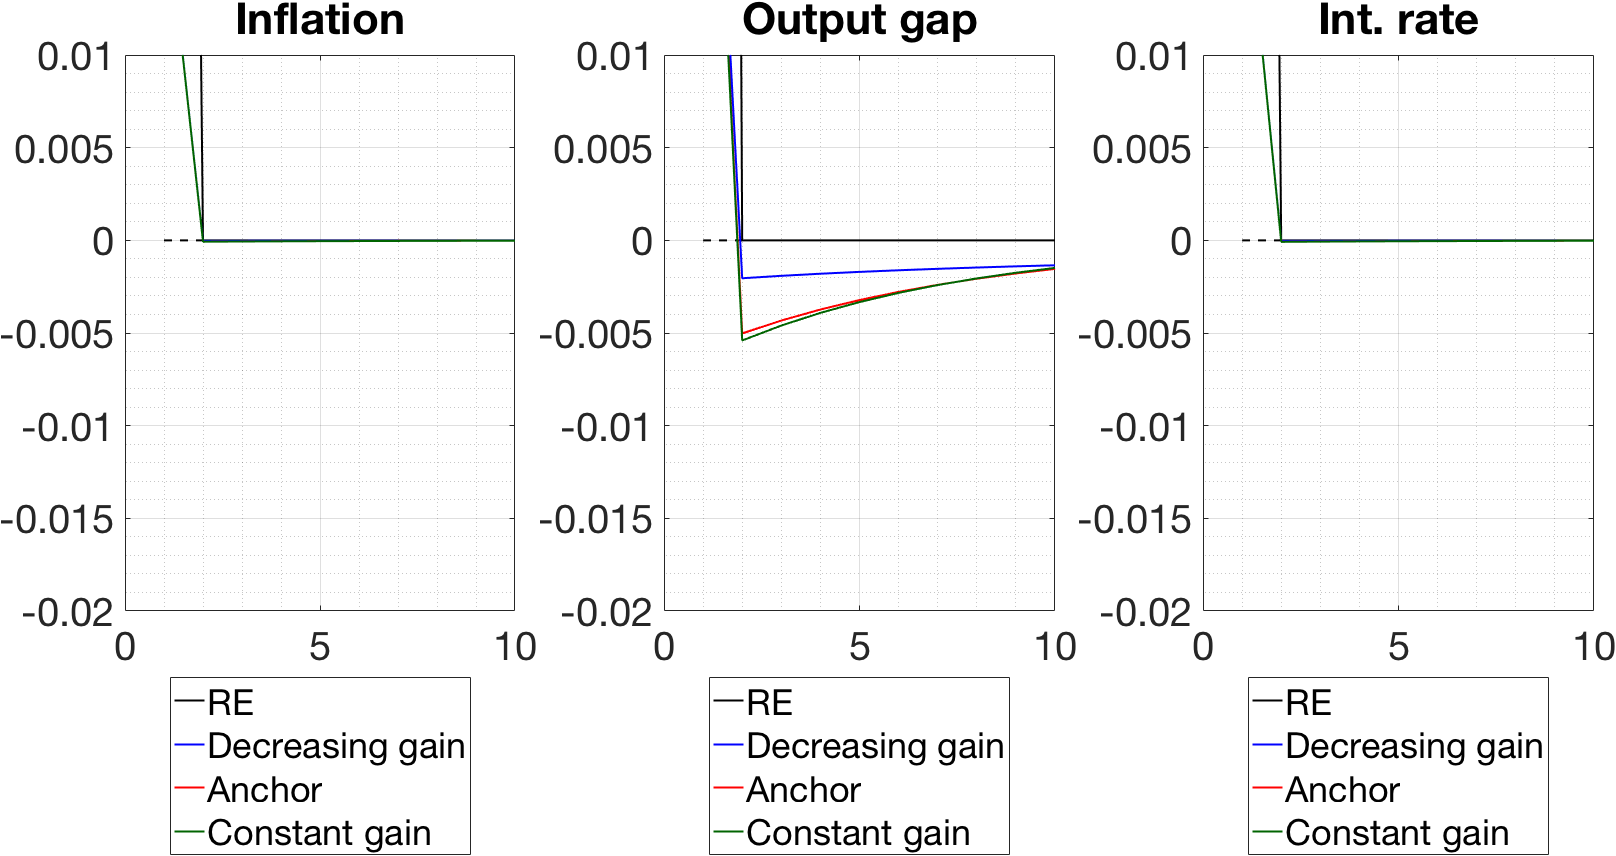 Inflation
0.01
0.005
0
-0.005
-0.01
-0.015
-0.02
0 5 10
RE
Decreasing gain
Anchor
Constant gain
Output gap
0.01
0.005
0
-0.005
-0.01
-0.015
-0.02
0 5 10
RE
Decreasing gain
Anchor
Constant gain
Int. rate
0.01
0.005
0
-0.005
-0.01
-0.015
-0.02
0 5 10
RE
Decreasing gain
Anchor
Constant gain